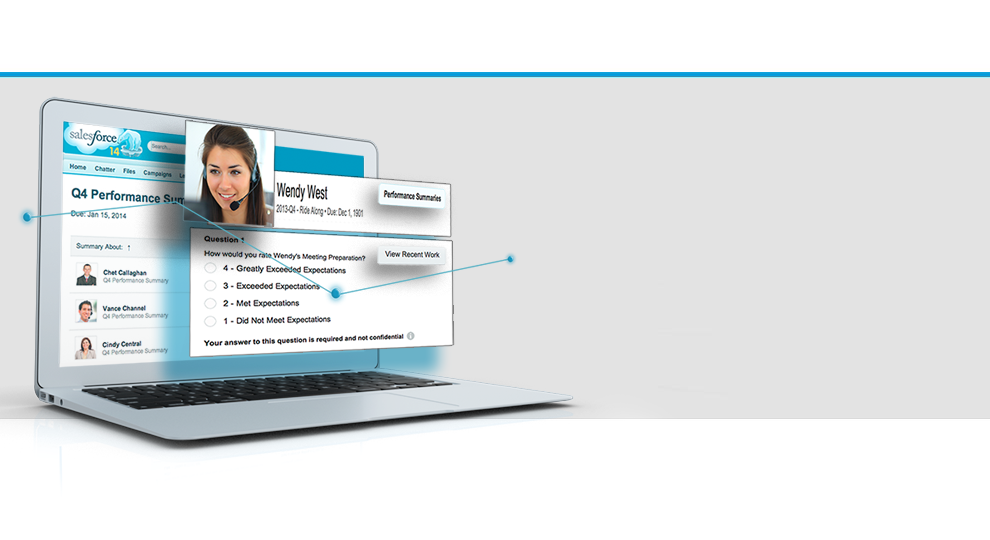 salesforce
14
Search...
Home Chatter Files Campaigns
Q4 Performance Sum
Due: Jan 15, 2014
Summary About: ↑
Chet Callaghan
Q4 Performance Summary
Vance Channel
Q4 Performance Summary
Cindy Central
Q4 Performance Summary
Wendy West
2013-Q4 - Ride Along • Due: Dec 1, 1901
Performance Summaries
Question 1
How would you rate Wendy's Meeting Preparation?
View Recent Work
4 - Greatly Exceeded Expectations
3 - Exceeded Expectations
2 - Met Expectations
1 - Did Not Meet Expectations
Your answer to this question is required and not confidential